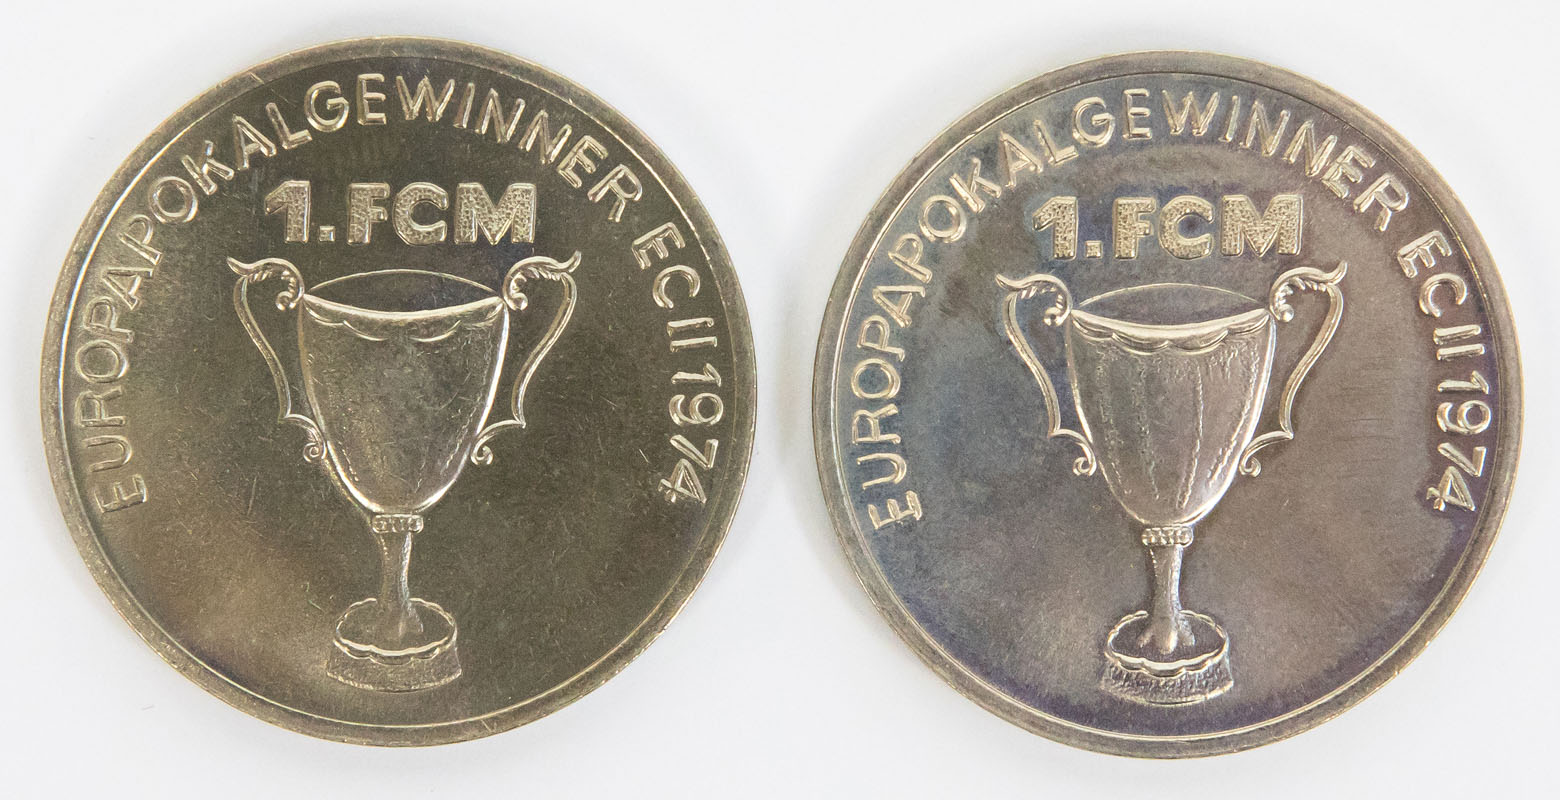 EUROPAPOKALGEWINNER EC II 1974
1. FCM
EUROPAPOKALGEWINNER EC II 1974
1. FCM